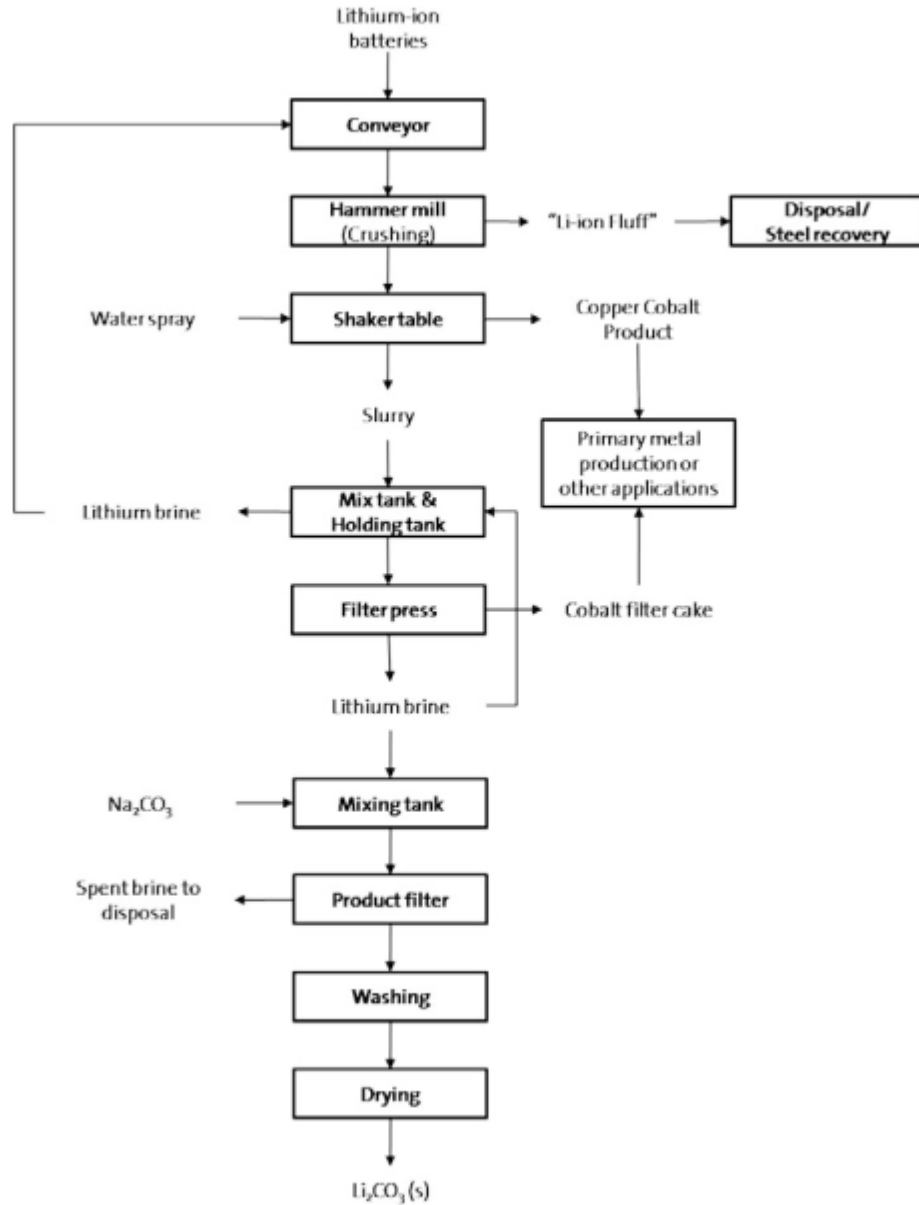 Lithium-ion
batteries
Conveyor
Hammer mill
(Crushing)
"Li-ion Fluff"
Disposal/
Steel recovery
Water spray
Shaker table
Copper Cobalt
Product
Slurry
Primary metal
production or
other applications
Lithium brine
Mix tank &
Holding tank
Filter press
Cobalt filter cake
Lithium brine
Na₂CO₃
Mixing tank
Spent brine to
disposal
Product filter
Washing
Drying
Li₂CO₃ (s)